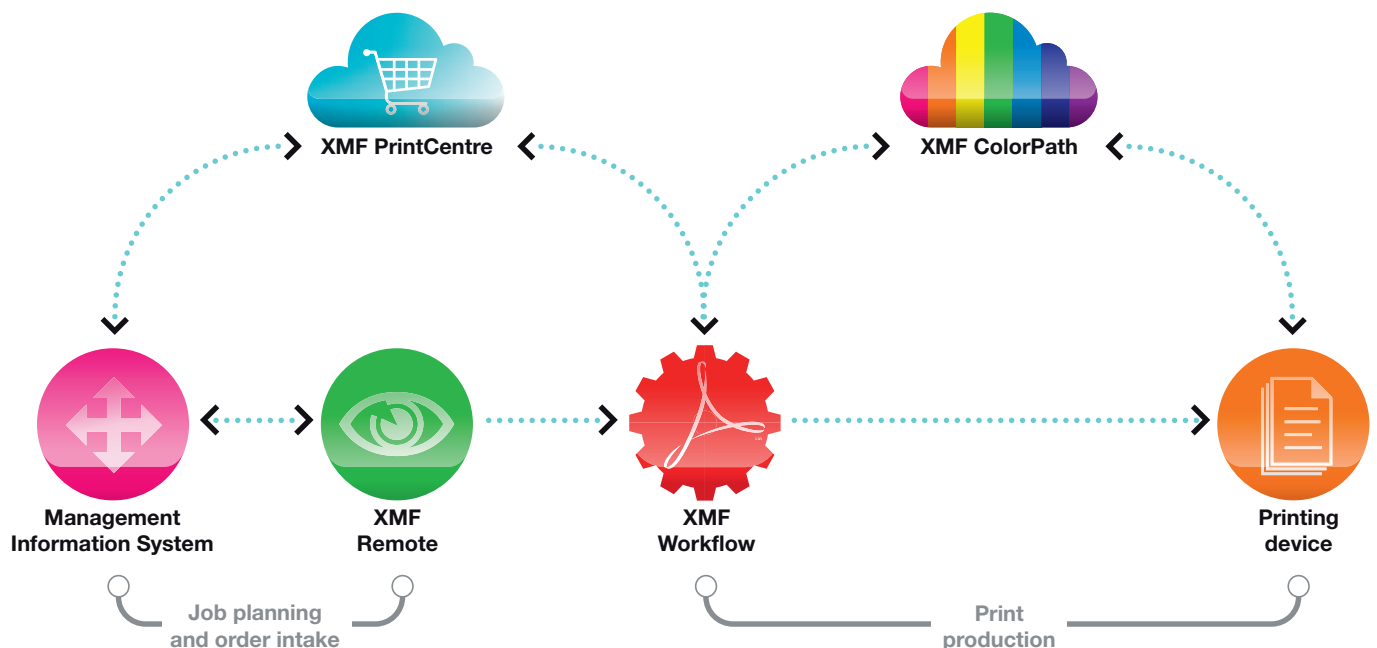 XMF PrintCentre
XMF ColorPath
Management
Information System
XMF
Remote
XMF
Workflow
Printing
device
Job planning
and order intake
Print
production